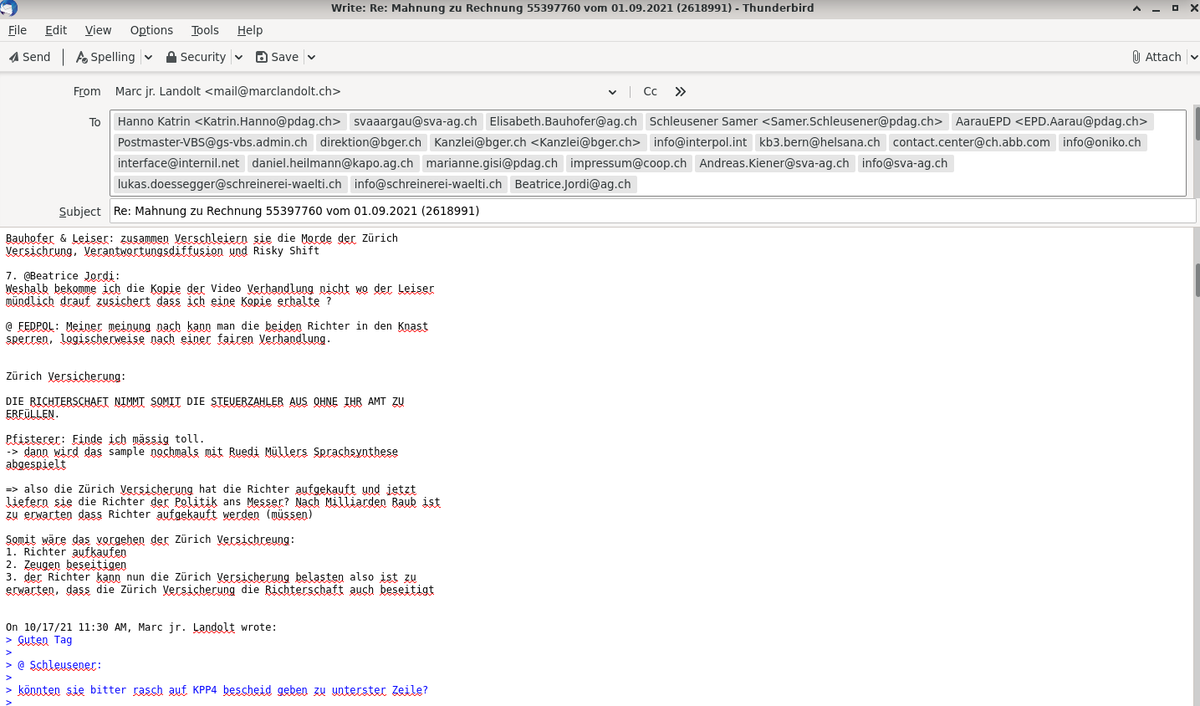 Write: Re: Mahnung zu Rechnung 55397760 vom 01.09.2021 (2618991) - Thunderbird
File Edit View Options Tools Help
Send Spelling Security Save Attach
From Marc jr. Landolt <mail@marclandolt.ch> Cc
To Hanno Katrin <Katrin.Hanno@pdag.ch> svaaargau@sva-ag.ch Elisabeth.Bauhofer@ag.ch Schleusener Samer <Samer.Schleusener@pdag.ch> AarauEPD <EPD.Aarau@pdag.ch>
Postmaster-VBS@gs-vbs.admin.ch direktion@bger.ch Kanzlei@bger.ch <Kanzlei@bger.ch> info@interpol.int kb3.bern@helsana.ch contact.center@ch.abb.com info@oniko.ch
interface@internil.net daniel.heilmann@kapo.ag.ch marianne.gisi@pdag.ch impressum@coop.ch Andreas.Kiener@sva-ag.ch info@sva-ag.ch
lukas.doessegger@schreinerei-waelti.ch info@schreinerei-waelti.ch Beatrice.Jordi@ag.ch
Subject Re: Mahnung zu Rechnung 55397760 vom 01.09.2021 (2618991)
Bauhofer & Leiser: zusammen Verschleiern sie die Morde der Zürich
Versichrung, Verantwortungsdiffusion und Risky Shift
7. @Beatrice Jordi:
Weshalb bekomme ich die Kopie der Video Verhandlung nicht wo der Leiser
mündlich drauf zusichert dass ich eine Kopie erhalte ?
@ FEDPOL: Meiner meinung nach kann man die beiden Richter in den Knast
sperren, logischerweise nach einer fairen Verhandlung.
Zürich Versicherung:
DIE RICHTERSCHAFT NIMMT SOMIT DIE STEUERZAHLER AUS OHNE IHR AMT ZU
ERFüLLEN.
Pfisterer: Finde ich mässig toll.
-> dann wird das sample nochmals mit Ruedi Müllers Sprachsynthese
abgespielt
=> also die Zürich Versicherung hat die Richter aufgekauft und jetzt
liefern sie die Richter der Politik ans Messer? Nach Milliarden Raub ist
zu erwarten dass Richter aufgekauft werden (müssen)
Somit wäre das vorgehen der Zürich Versichreung:
1. Richter aufkaufen
2. Zeugen beseitigen
3. der Richter kann nun die Zürich Versicherung belasten also ist zu
erwarten, dass die Zürich Versicherung die Richterschaft auch beseitigt
On 10/17/21 11:30 AM, Marc jr. Landolt wrote:
> Guten Tag
>
> @ Schleusener:
>
> könnten sie bitter rasch auf KPP4 bescheid geben zu unterster Zeile?
>